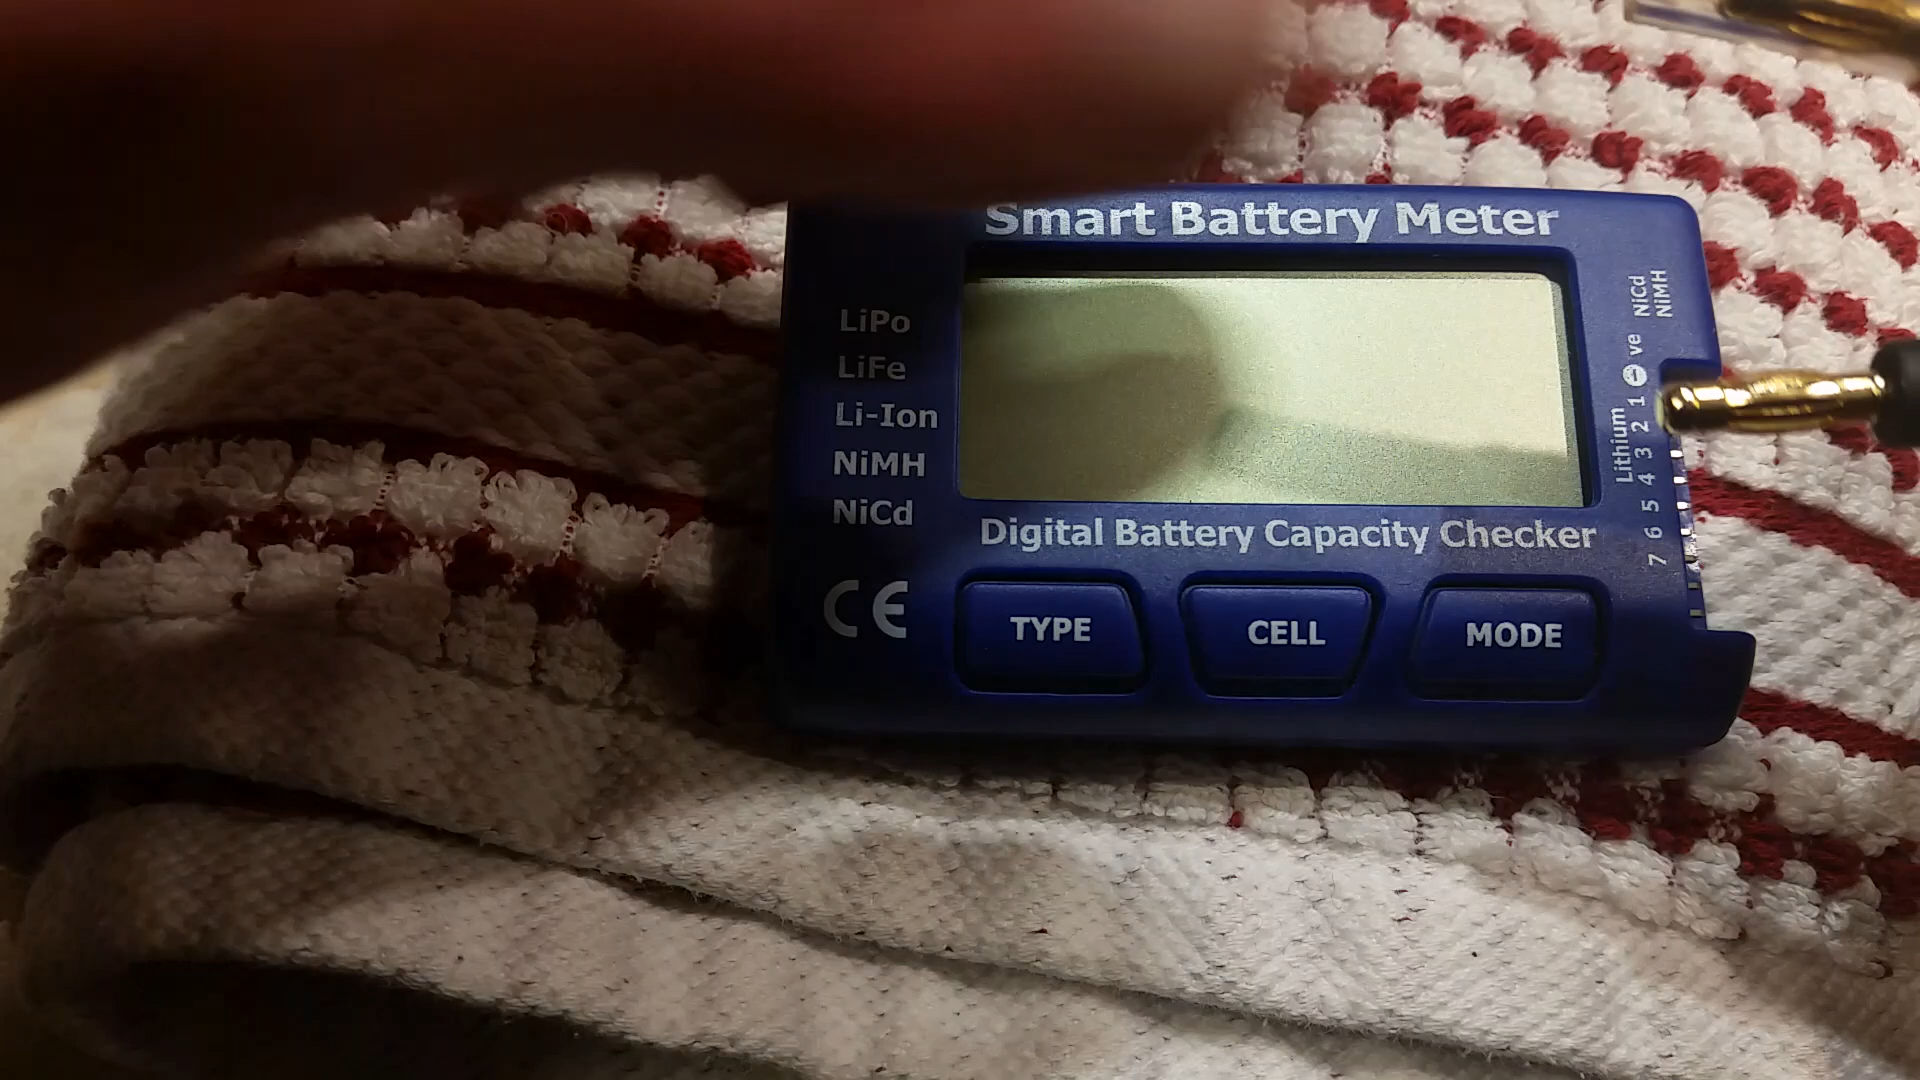 Smart Battery Meter
LiPo
LiFe
Li-Ion
NiMH
NiCd
Digital Battery Capacity Checker
CE
TYPE
CELL
MODE
NiCd
NiMH
7 6 5 4 3 2 1 ⊖ ve
Lithium